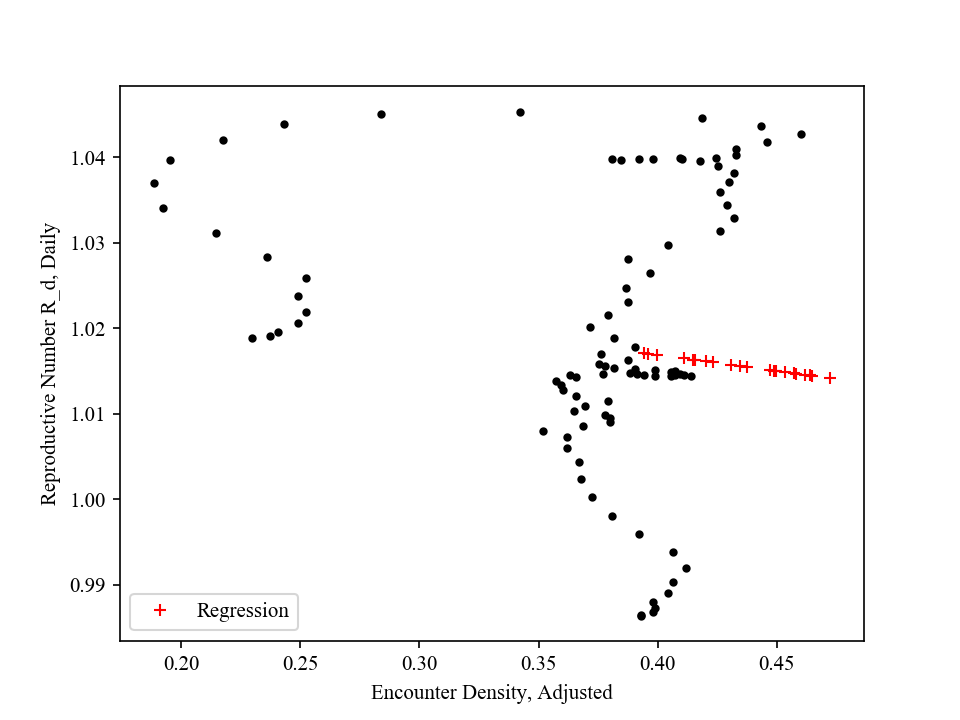 1.04
1.03
1.02
1.01
1.00
0.99
Reproductive Number R_d, Daily
Regression
0.20 0.25 0.30 0.35 0.40 0.45
Encounter Density, Adjusted